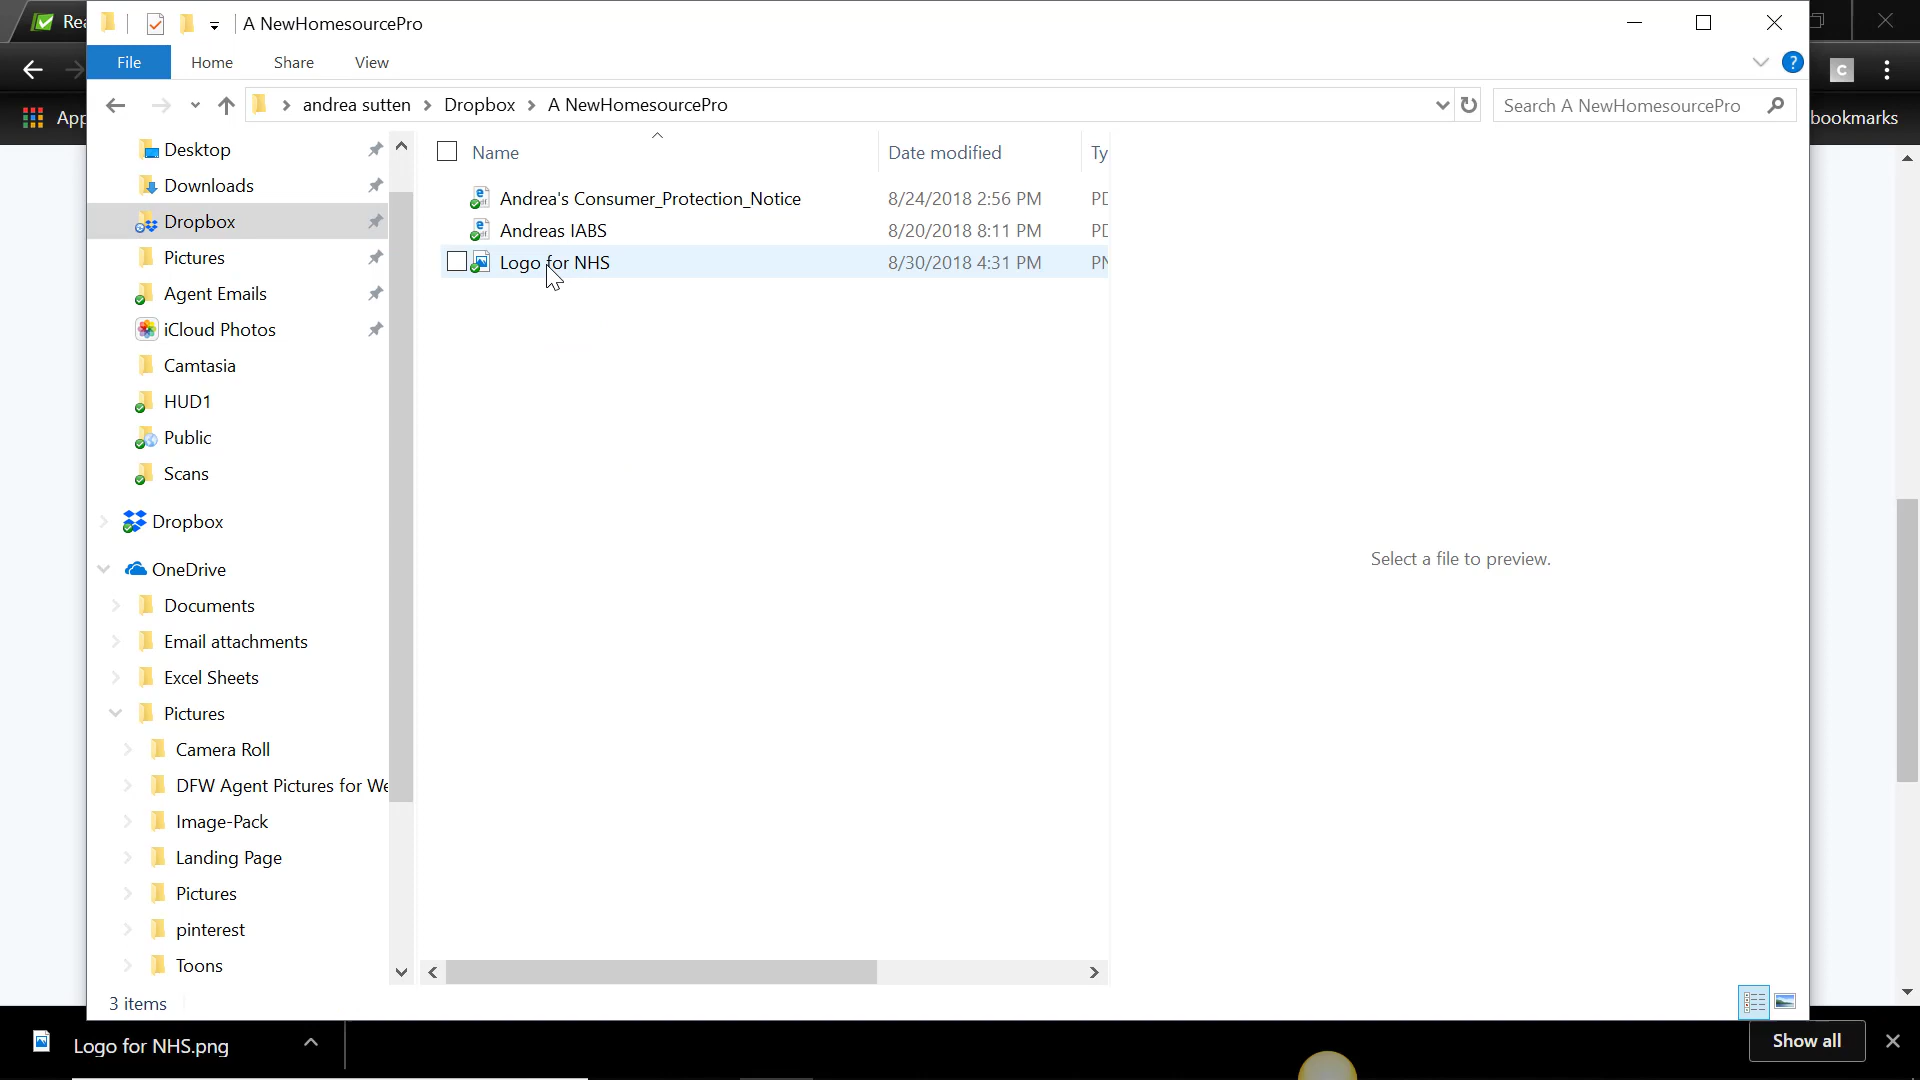 Rea
A NewHomesourcePro
File
Home
Share
View
andrea sutten > Dropbox > A NewHomesourcePro
Search A NewHomesourcePro
App
bookmarks
C
?
Name
Date modified
Ty
Desktop
Downloads
Dropbox
Pictures
Agent Emails
iCloud Photos
Camtasia
HUD1
Public
Scans
Dropbox
OneDrive
Documents
Email attachments
Excel Sheets
Pictures
Camera Roll
DFW Agent Pictures for We
Image-Pack
Landing Page
Pictures
pinterest
Toons
Andrea's Consumer_Protection_Notice 8/24/2018 2:56 PM PD
Andreas IABS 8/20/2018 8:11 PM PD
Logo for NHS 8/30/2018 4:31 PM PN
Select a file to preview.
3 items
Logo for NHS.png
Show all